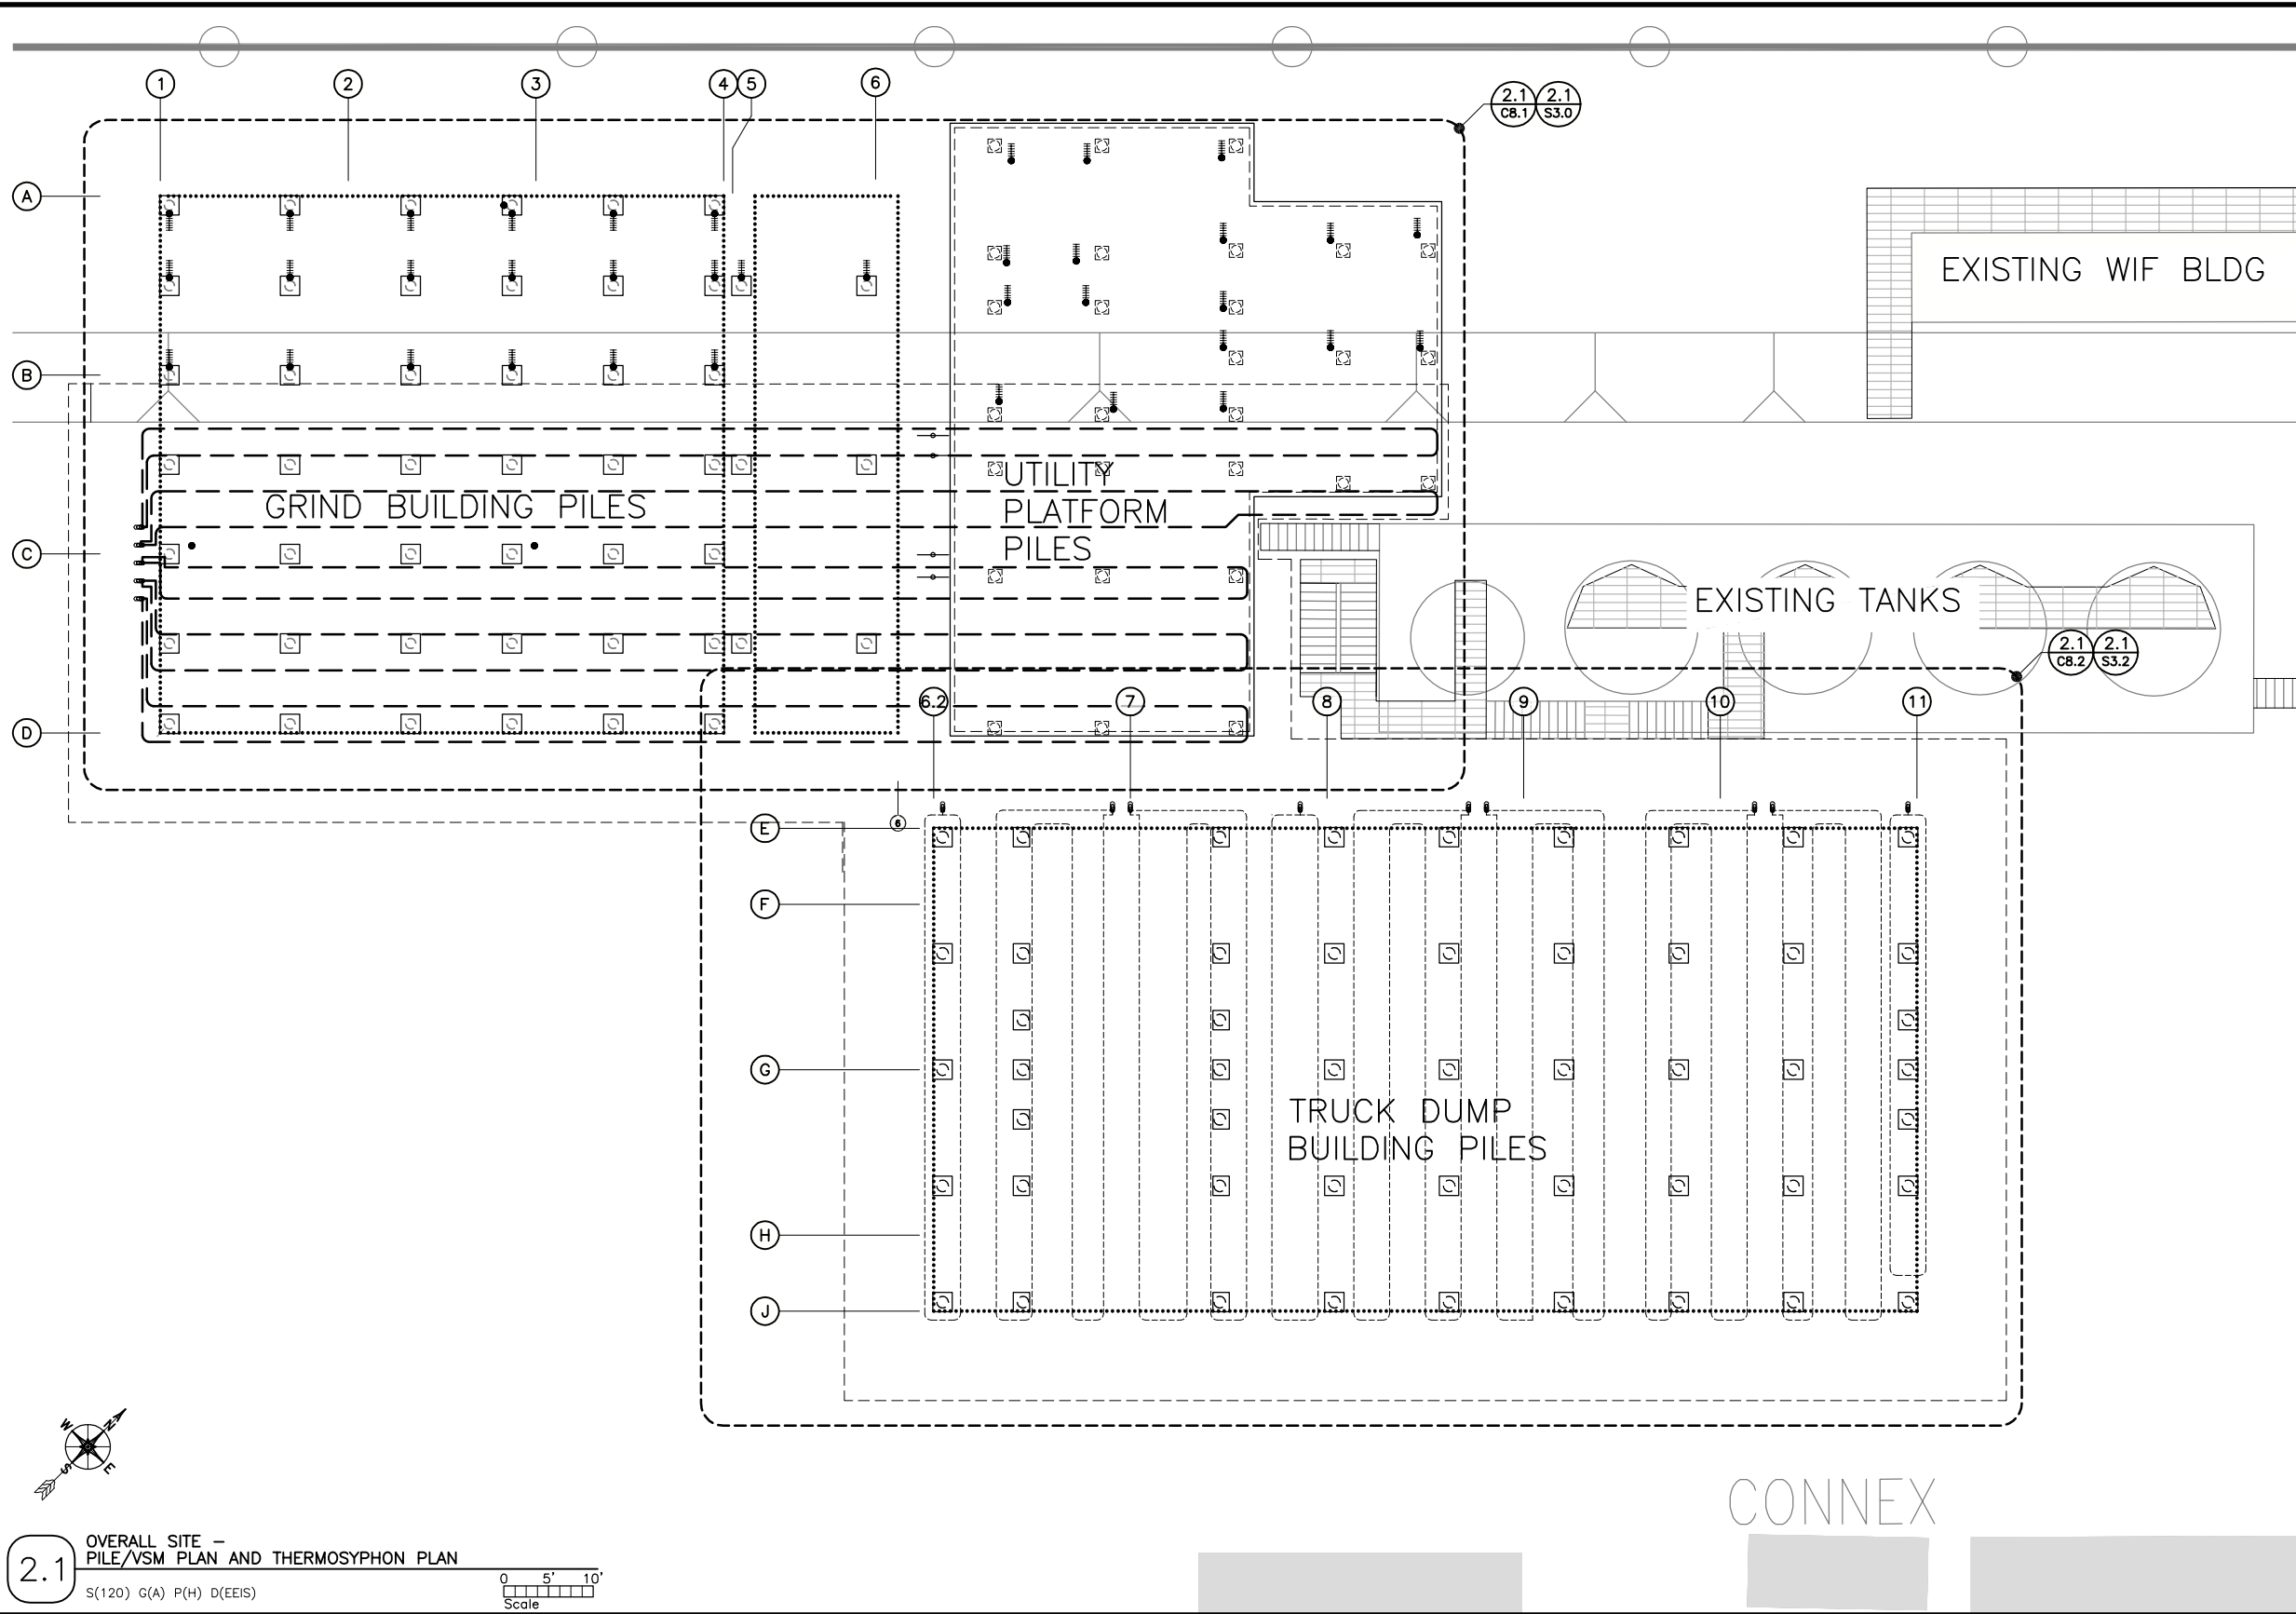 1 2 3 4 5 6
2.1 2.1
C8.1 S3.0
A
EXISTING WIF BLDG
B
UTILITY
PLATFORM
PILES
GRIND BUILDING PILES
C
EXISTING TANKS
2.1 2.1
C8.2 S3.2
6.2 7 8 9 10 11
D
6
E
F
G
TRUCK DUMP
BUILDING PILES
H
J
W N
S E
CONNEX
2.1
OVERALL SITE –
PILE/VSM PLAN AND THERMOSYPHON PLAN
S(120) G(A) P(H) D(EEIS)
0 5' 10'
Scale